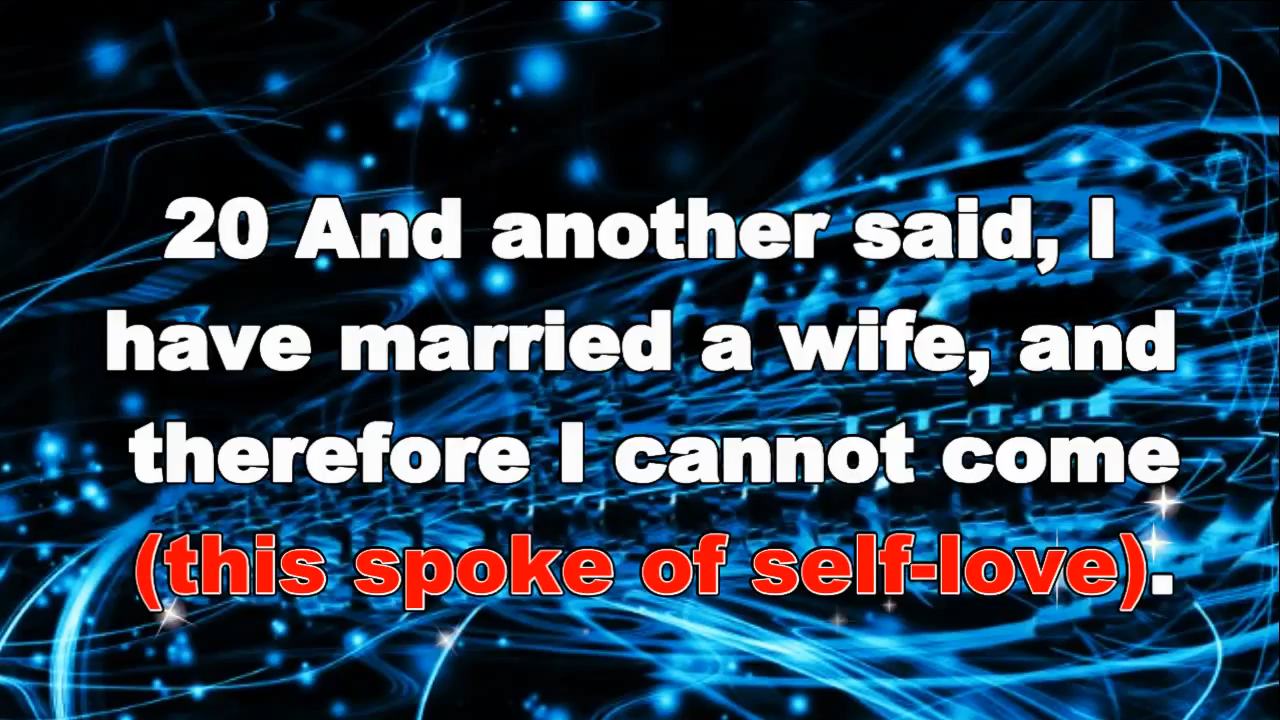 20 And another said, I
have married a wife, and
therefore I cannot come
(this spoke of self-love).